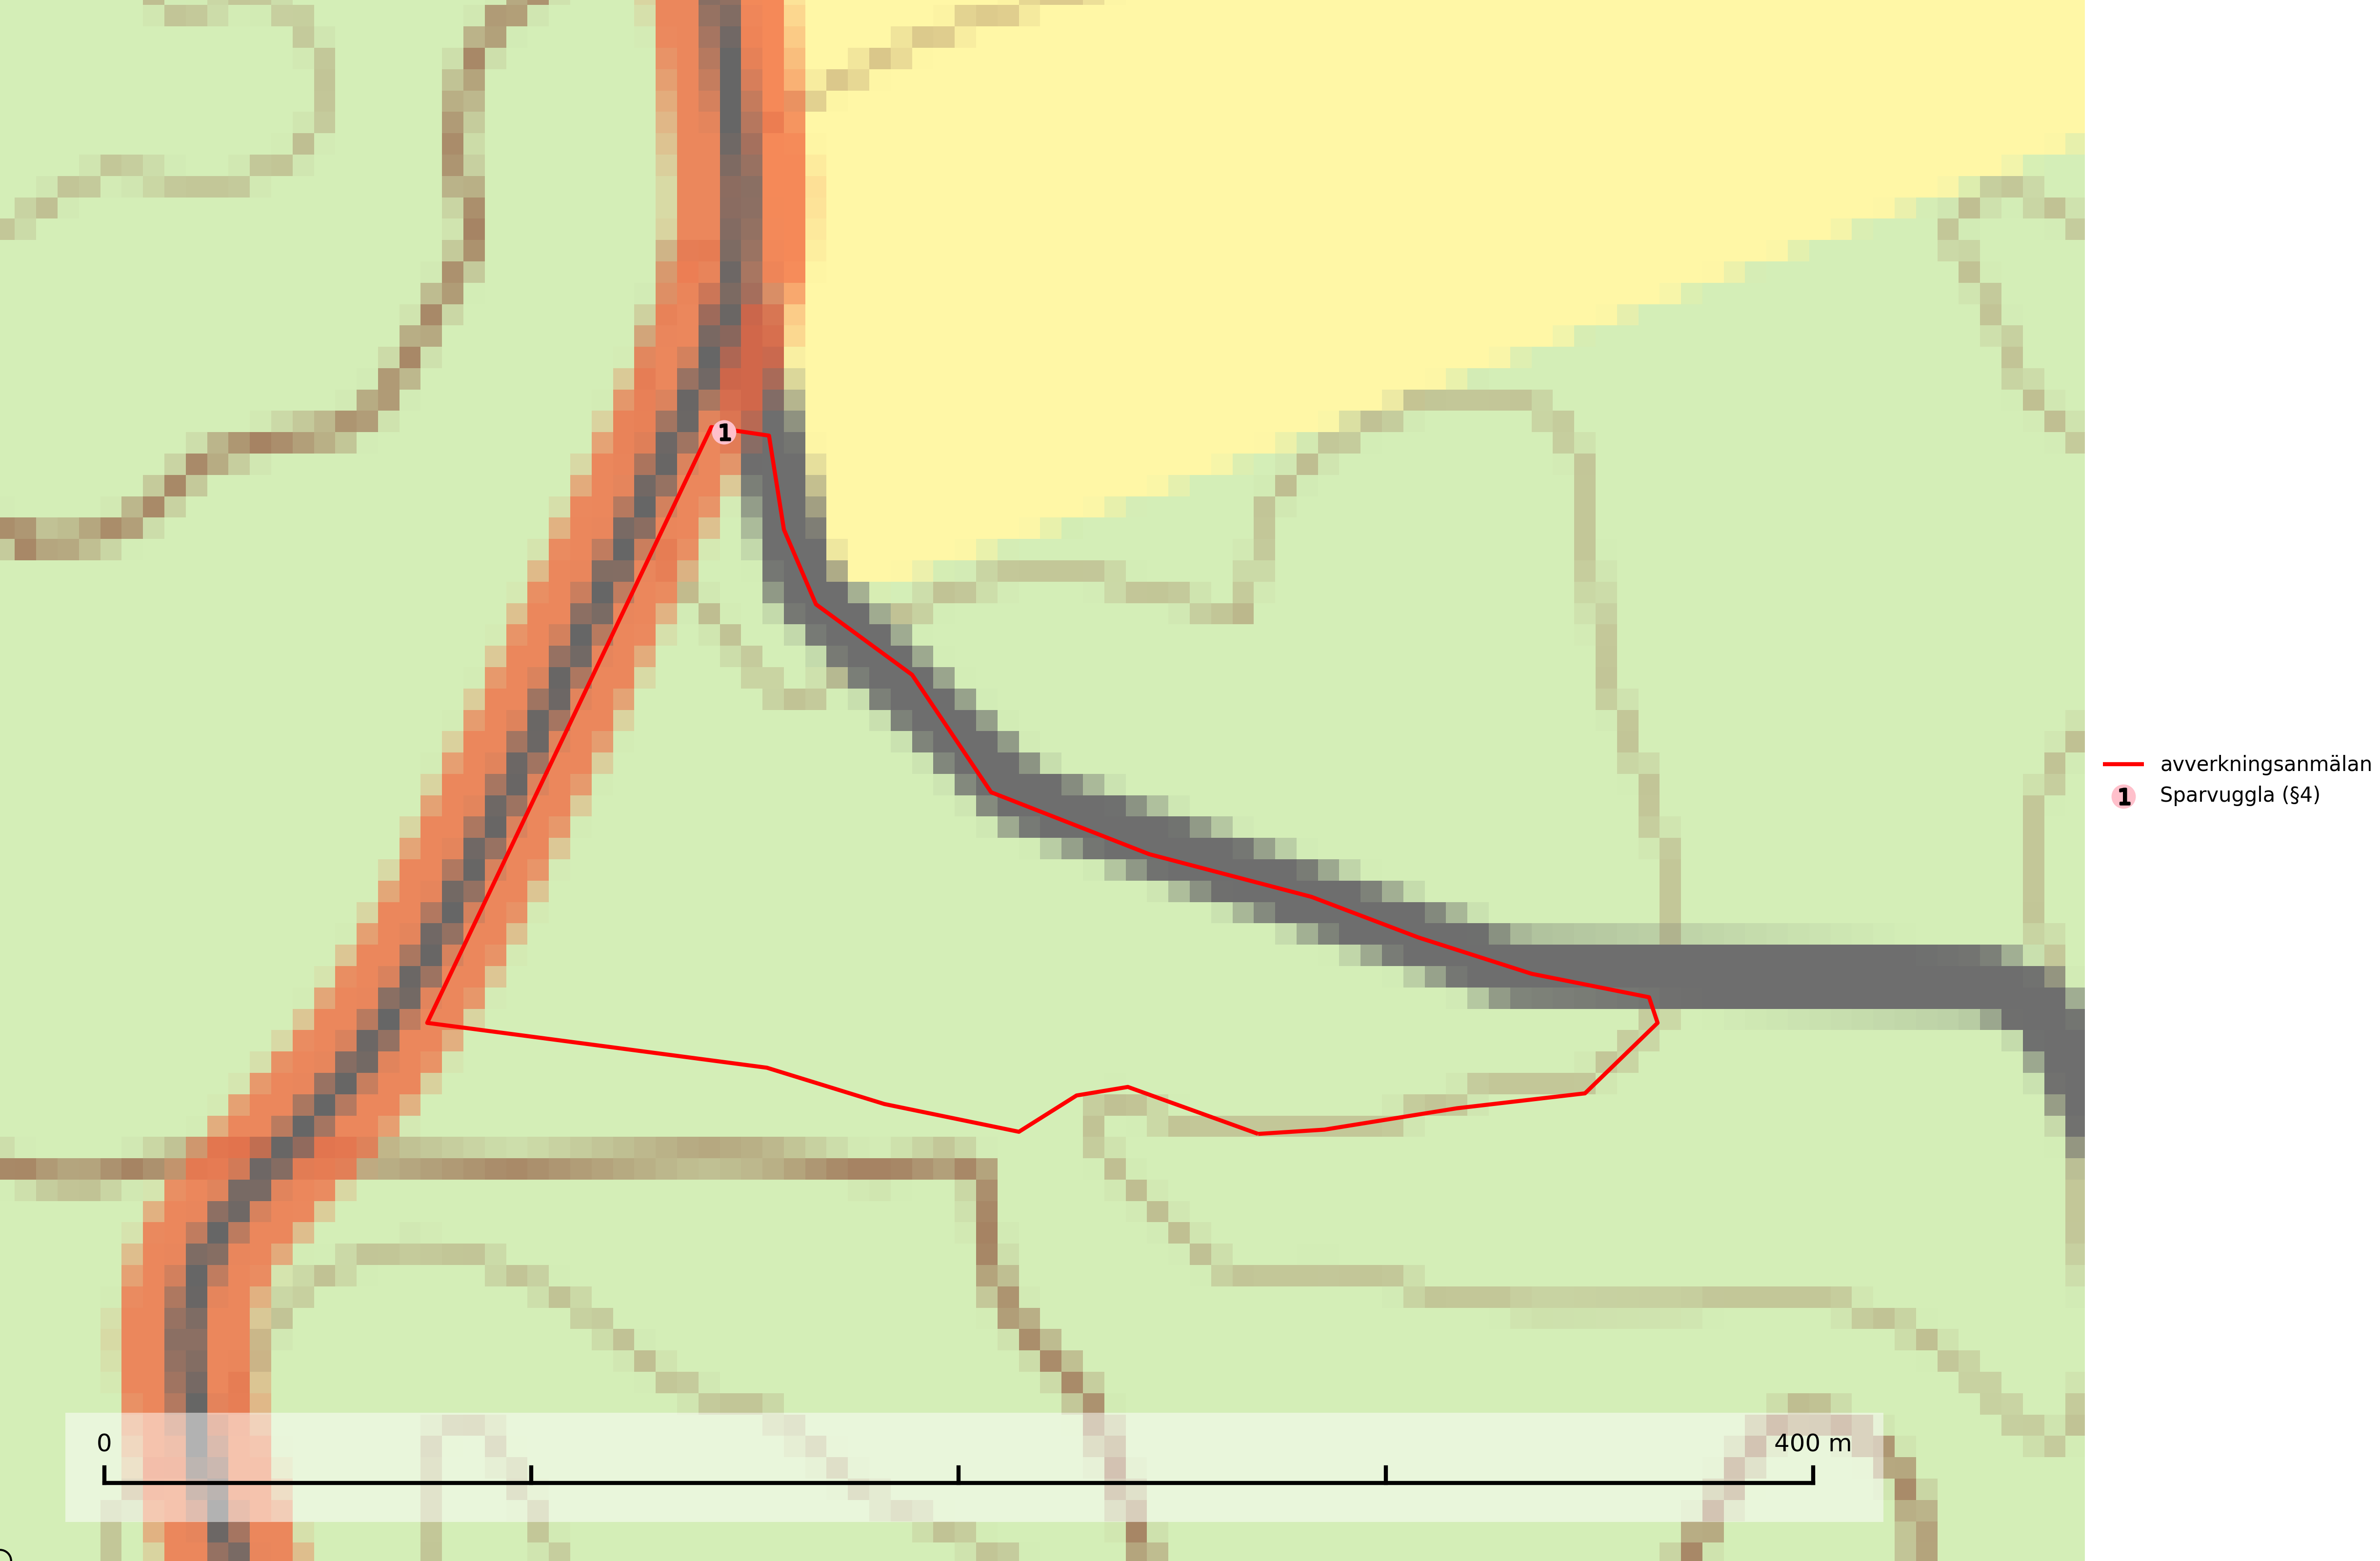 1
avverkningsanmälan
1 Sparvuggla (§4)
0 400 m